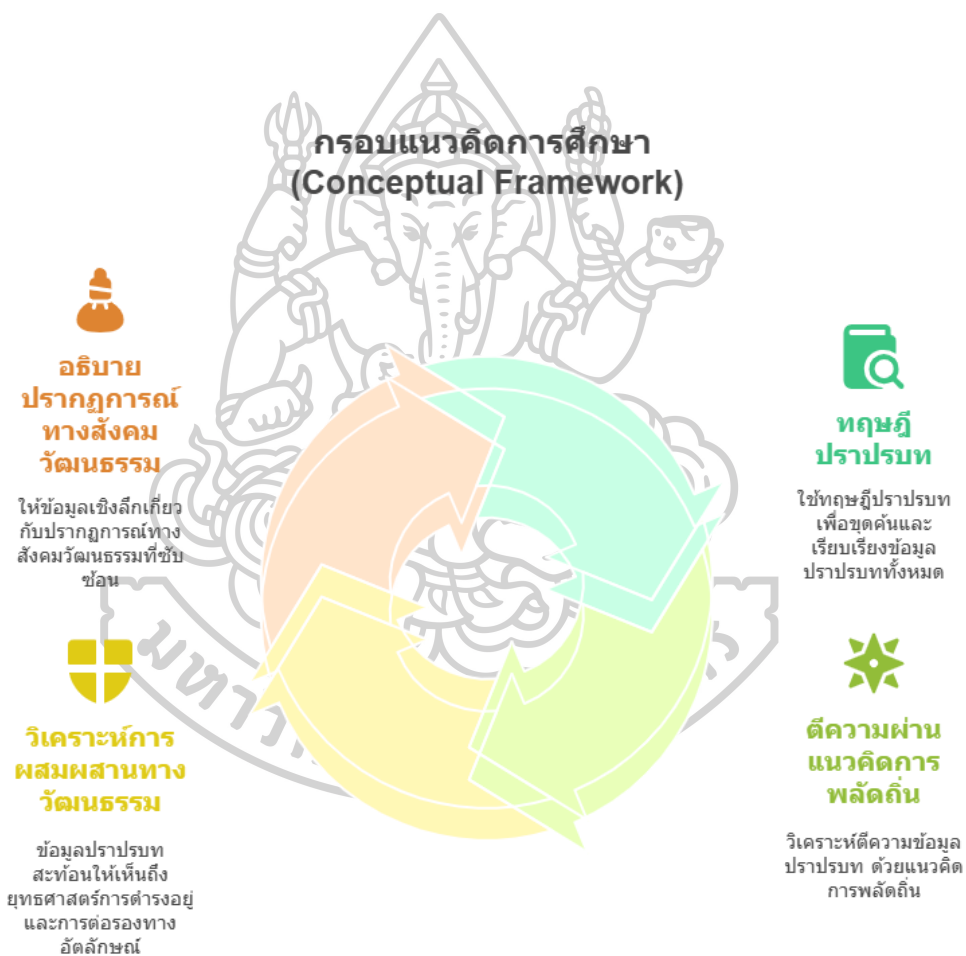 กรอบแนวคิดการศึกษา
(Conceptual Framework)
อธิบาย
ปรากฏการณ์
ทางสังคม
วัฒนธรรม
ให้ข้อมูลเชิงลึกเกี่ยว
กับปรากฏการณ์ทาง
สังคมวัฒนธรรมที่ซับ
ซ้อน
ทฤษฎี
ปราปรบท
ใช้ทฤษฎีปราปรบท
เพื่อขุดค้นและ
เรียบเรียงข้อมูล
ปราปรบททั้งหมด
วิเคราะห์การ
ผสมผสานทาง
วัฒนธรรม
ข้อมูลปราปรบท
สะท้อนให้เห็นถึง
ยุทธศาสตร์การดำรงอยู่
และการต่อรองทาง
อัตลักษณ์
ตีความผ่าน
แนวคิดการ
พลัดถิ่น
วิเคราะห์ตีความข้อมูล
ปราปรบท ด้วยแนวคิด
การพลัดถิ่น